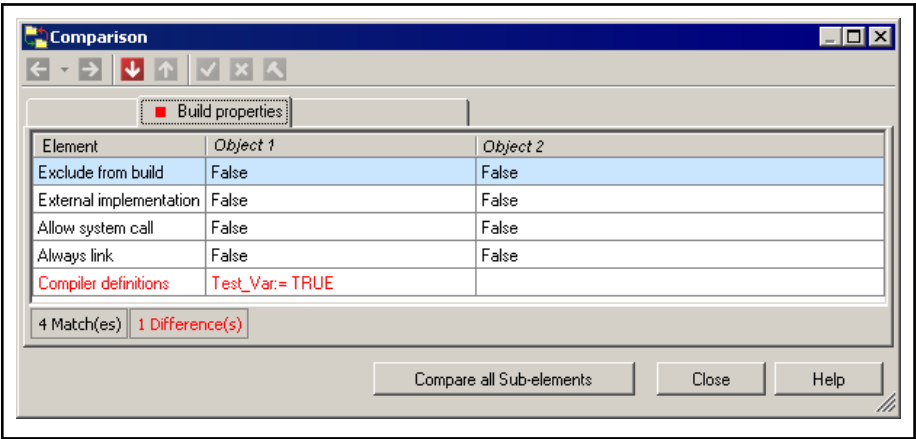 Comparison
Build properties
Element Object 1 Object 2
Exclude from build False False
External implementation False False
Allow system call False False
Always link False False
Compiler definitions Test_Var:= TRUE
4 Match(es) 1 Difference(s)
Compare all Sub-elements Close Help